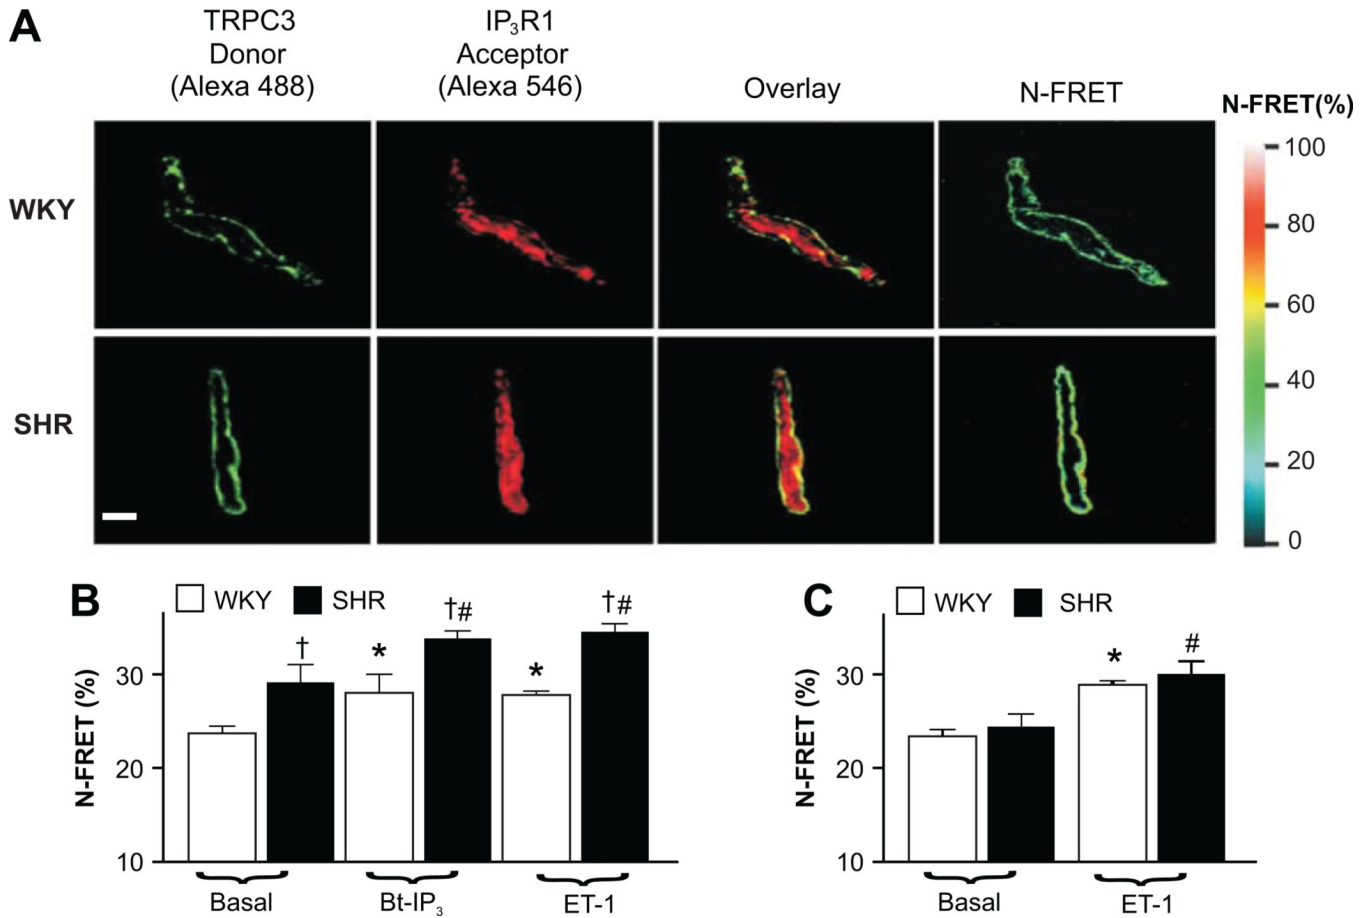 A
TRPC3
Donor
(Alexa 488)
IP₃R1
Acceptor
(Alexa 546)
Overlay
N-FRET
N-FRET(%)
100
80
60
40
20
0
WKY
SHR
B
WKY
SHR
N-FRET (%)
30
20
10
†
*
†#
*
†#
Basal
Bt-IP₃
ET-1
C
WKY
SHR
N-FRET (%)
30
20
10
*
#
Basal
ET-1